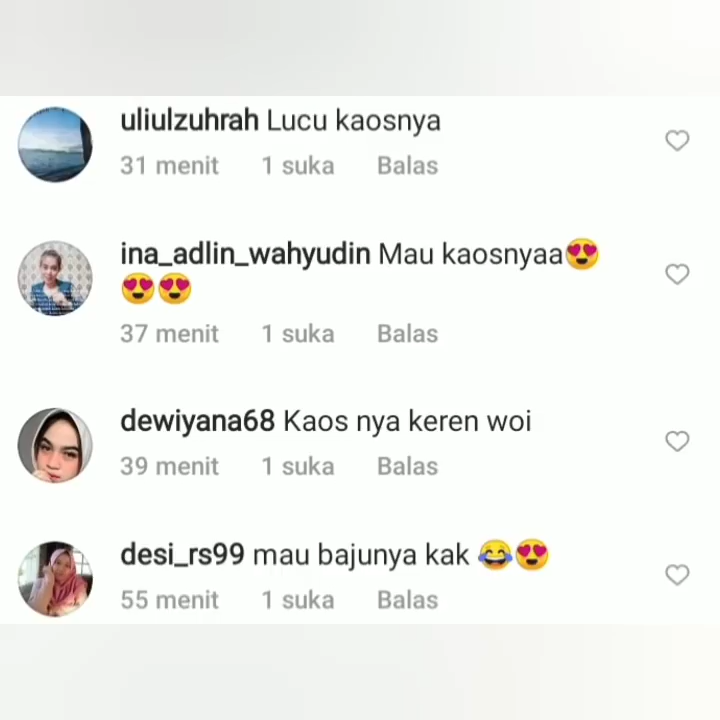 uliulzuhrah Lucu kaosnya
31 menit 1 suka Balas
ina_adlin_wahyudin Mau kaosnyaa😍
😍😍
37 menit 1 suka Balas
dewiyana68 Kaos nya keren woi
39 menit 1 suka Balas
desi_rs99 mau bajunya kak 😂😍
55 menit 1 suka Balas